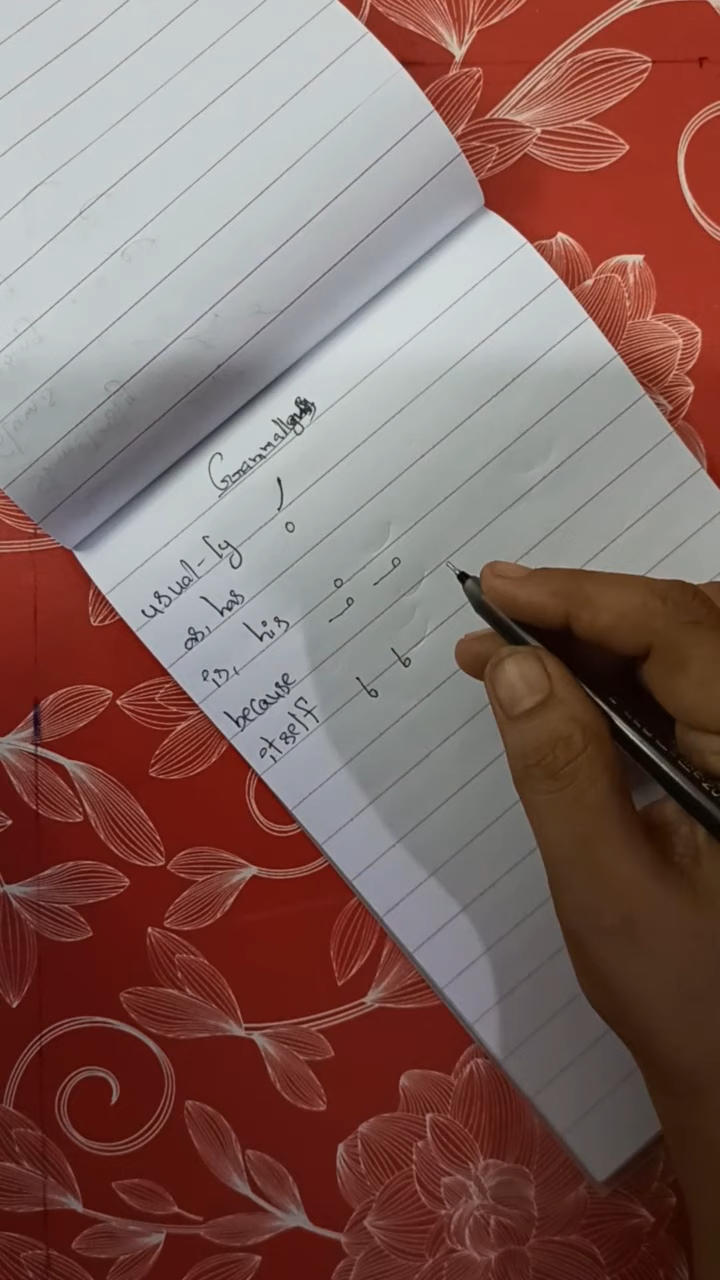 Grammalogues
usual-ly
as, has
is, his
because
itself